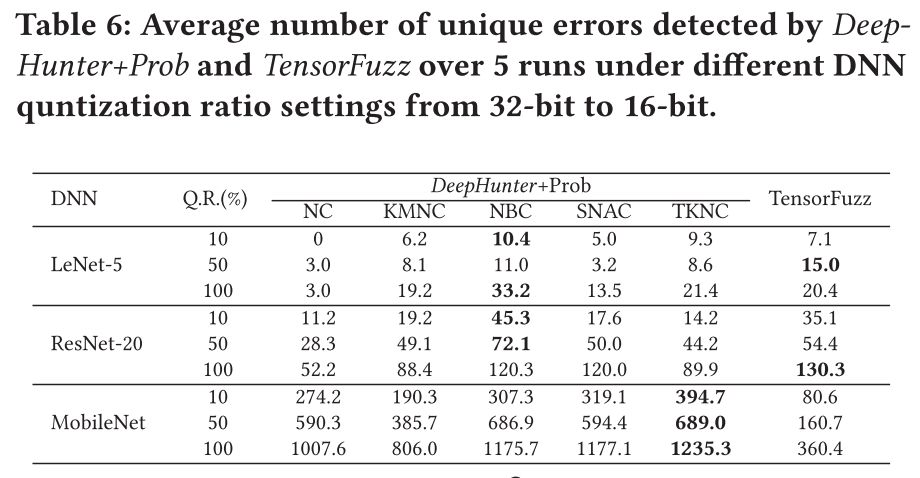 Table 6: Average number of unique errors detected by Deep-
Hunter+Prob and TensorFuzz over 5 runs under different DNN
quntization ratio settings from 32-bit to 16-bit.
DNN Q.R.(%) DeepHunter+Prob TensorFuzz
NC KMNC NBC SNAC TKNC
LeNet-5 10 0 6.2 10.4 5.0 9.3 7.1
50 3.0 8.1 11.0 3.2 8.6 15.0
100 3.0 19.2 33.2 13.5 21.4 20.4
ResNet-20 10 11.2 19.2 45.3 17.6 14.2 35.1
50 28.3 49.1 72.1 50.0 44.2 54.4
100 52.2 88.4 120.3 120.0 89.9 130.3
MobileNet 10 274.2 190.3 307.3 319.1 394.7 80.6
50 590.3 385.7 686.9 594.4 689.0 160.7
100 1007.6 806.0 1175.7 1177.1 1235.3 360.4